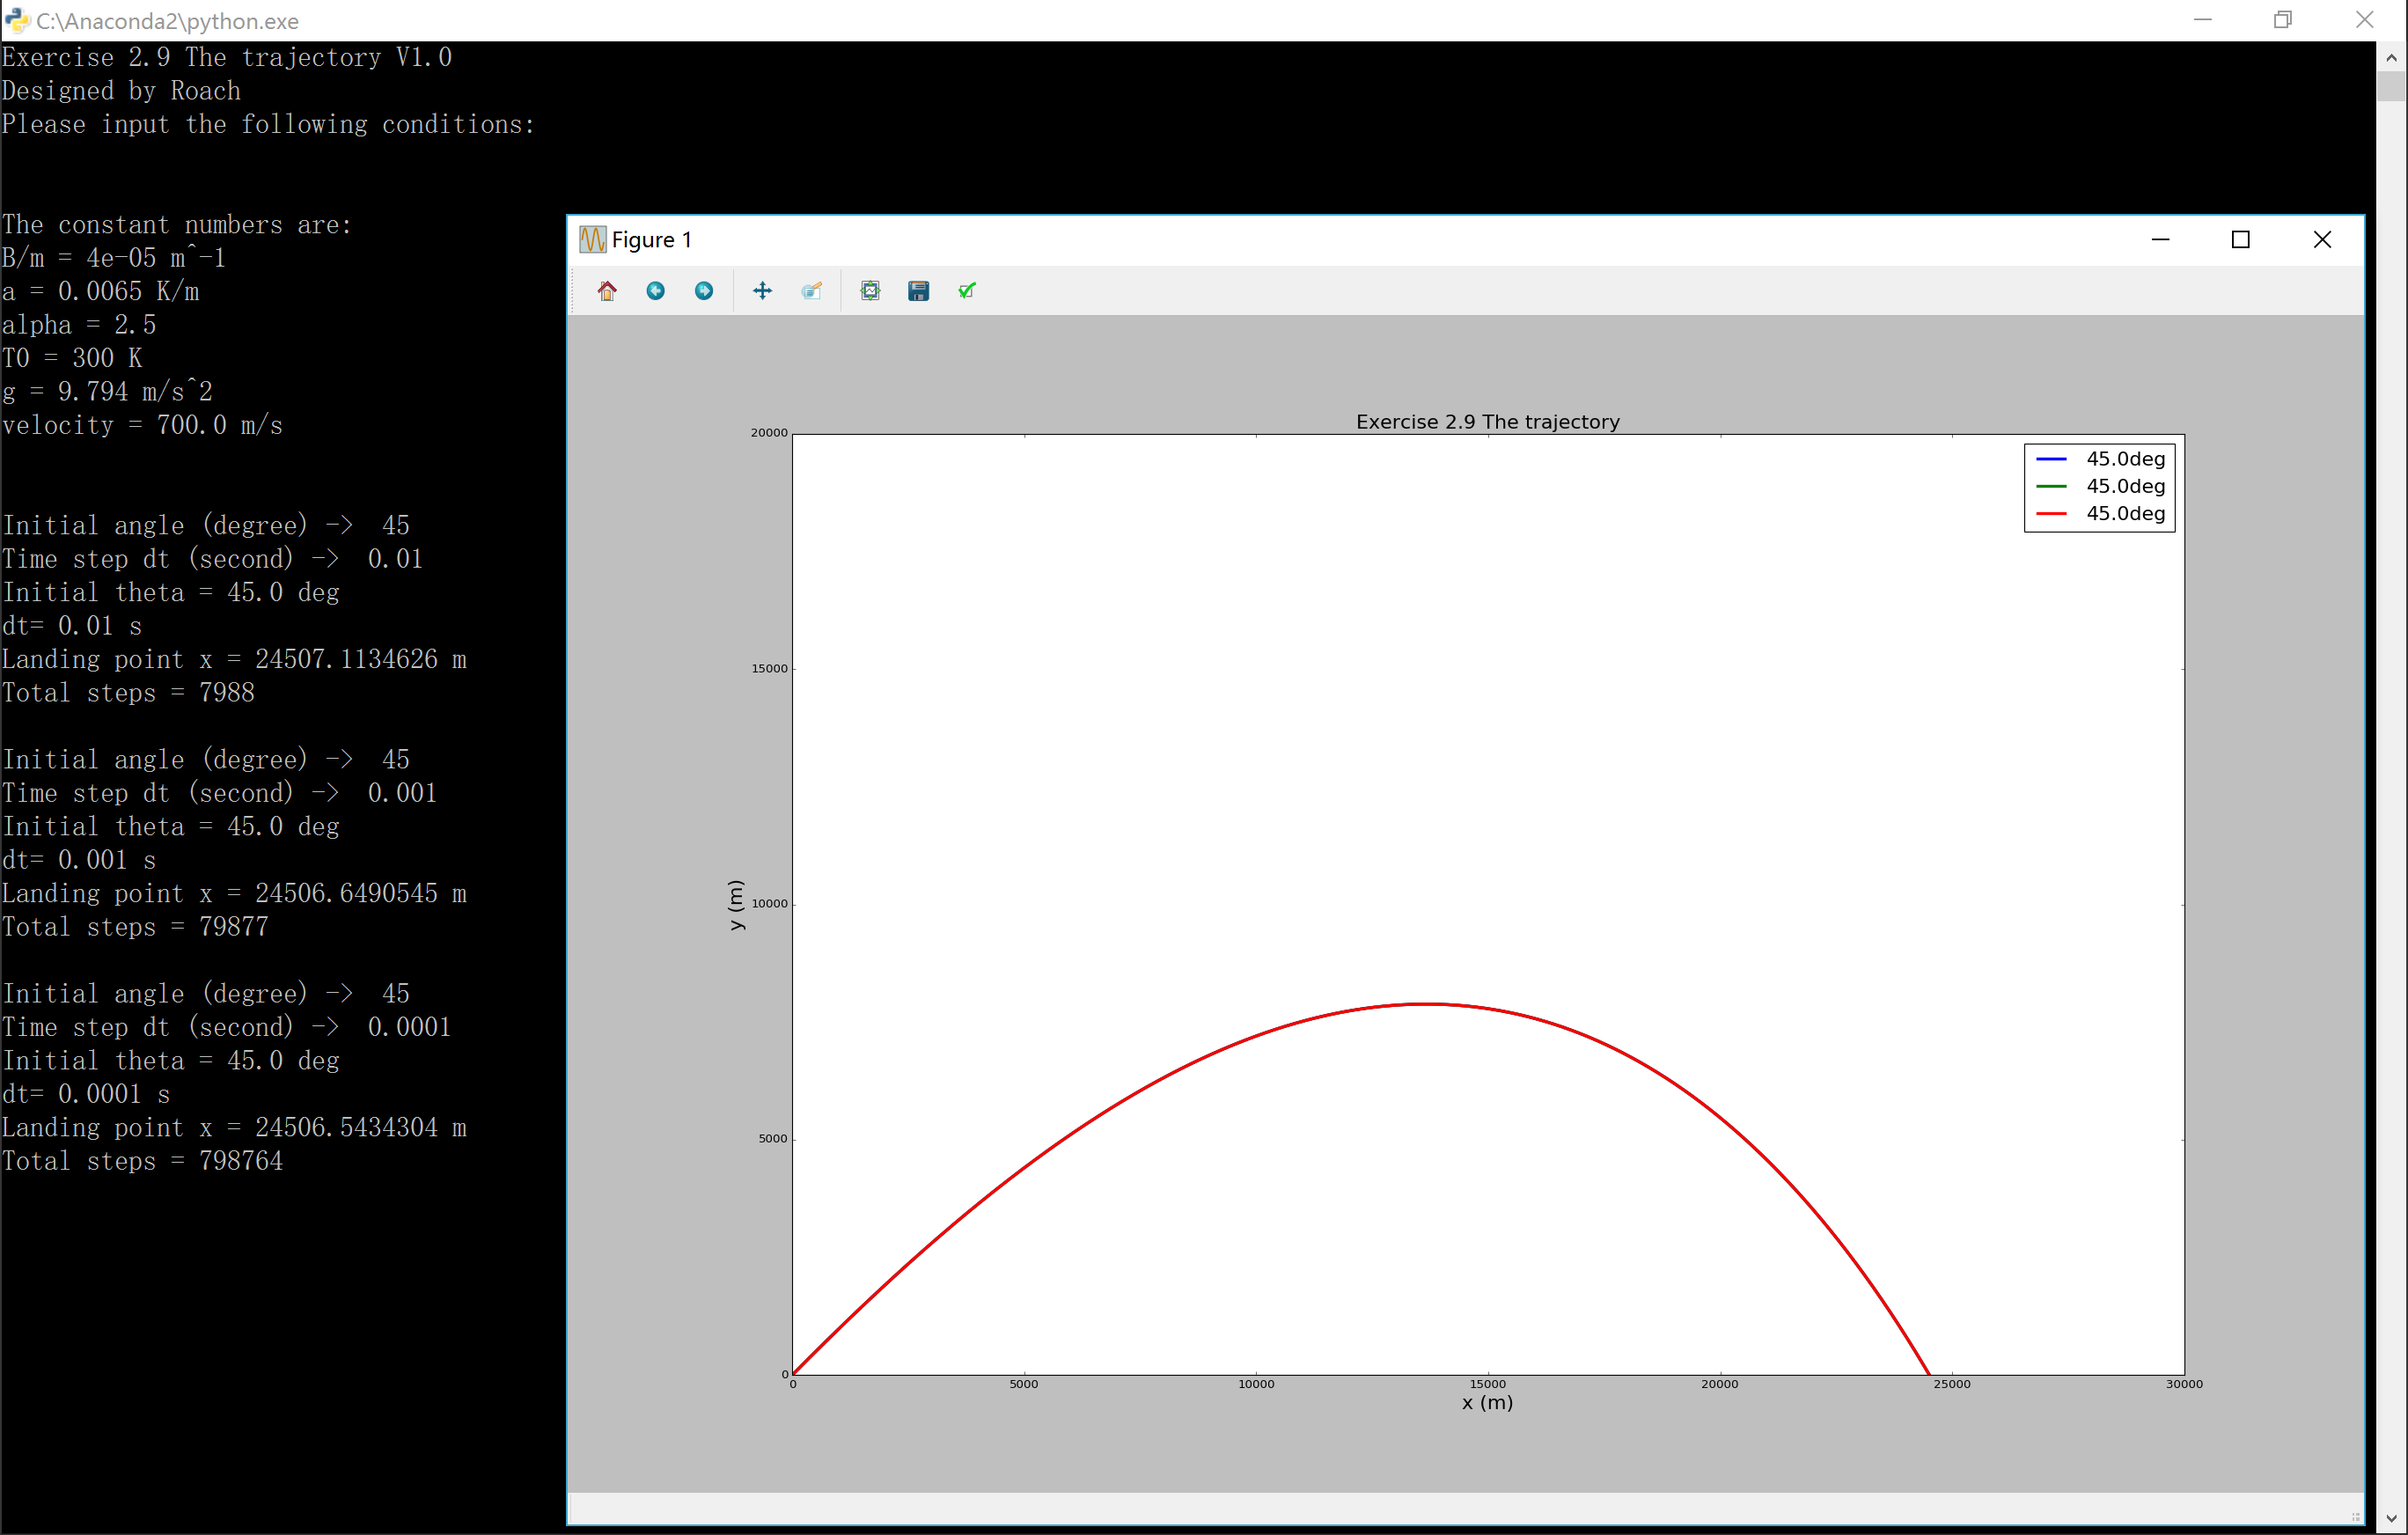 C:\Anaconda2\python.exe
Exercise 2.9 The trajectory V1.0
Designed by Roach
Please input the following conditions:
The constant numbers are:
B/m = 4e-05 m^-1
a = 0.0065 K/m
alpha = 2.5
T0 = 300 K
g = 9.794 m/s^2
velocity = 700.0 m/s
Initial angle (degree) ->  45
Time step dt (second) ->  0.01
Initial theta = 45.0 deg
dt= 0.01 s
Landing point x = 24507.1134626 m
Total steps = 7988
Initial angle (degree) ->  45
Time step dt (second) ->  0.001
Initial theta = 45.0 deg
dt= 0.001 s
Landing point x = 24506.6490545 m
Total steps = 79877
Initial angle (degree) ->  45
Time step dt (second) ->  0.0001
Initial theta = 45.0 deg
dt= 0.0001 s
Landing point x = 24506.5434304 m
Total steps = 798764
Figure 1
Exercise 2.9 The trajectory
45.0deg
45.0deg
45.0deg
20000
15000
10000
5000
0
y (m)
0
5000
10000
15000
20000
25000
30000
x (m)